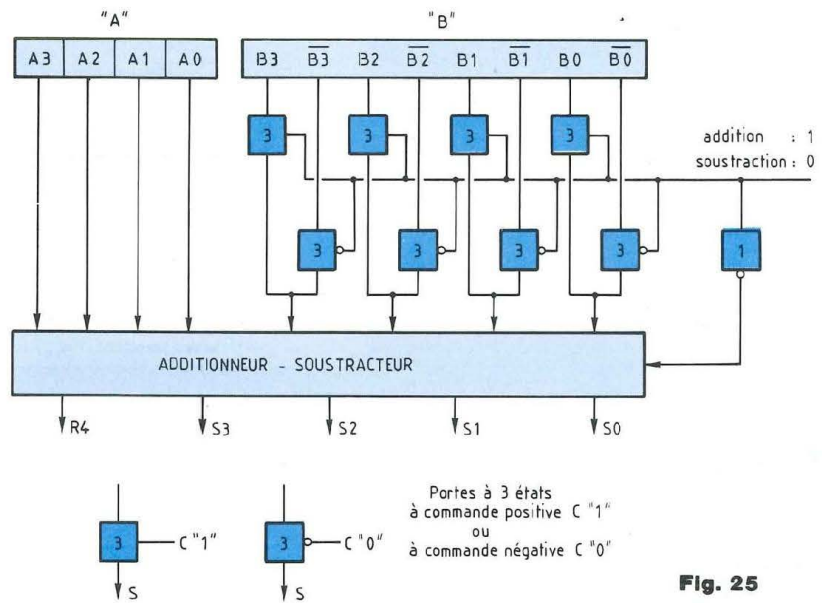 "A" "B"
A3 A2 A1 A0 B3 B̅3̅ B2 B̅2̅ B1 B̅1̅ B0 B̅0̅
3 3 3 3
addition : 1
soustraction : 0
3 3 3 3 1
ADDITIONNEUR - SOUSTRACTEUR
R4 S3 S2 S1 S0
3 C "1" 3 C "0"
S S
Portes à 3 états
à commande positive C "1"
ou
à commande négative C "0"
Fig. 25